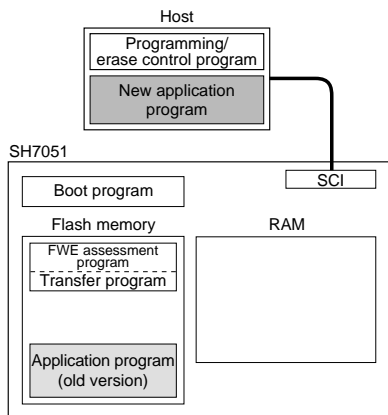 Host
Programming/
erase control program
New application
program
SH7051
SCI
Boot program
Flash memory
RAM
FWE assessment
program
Transfer program
Application program
(old version)